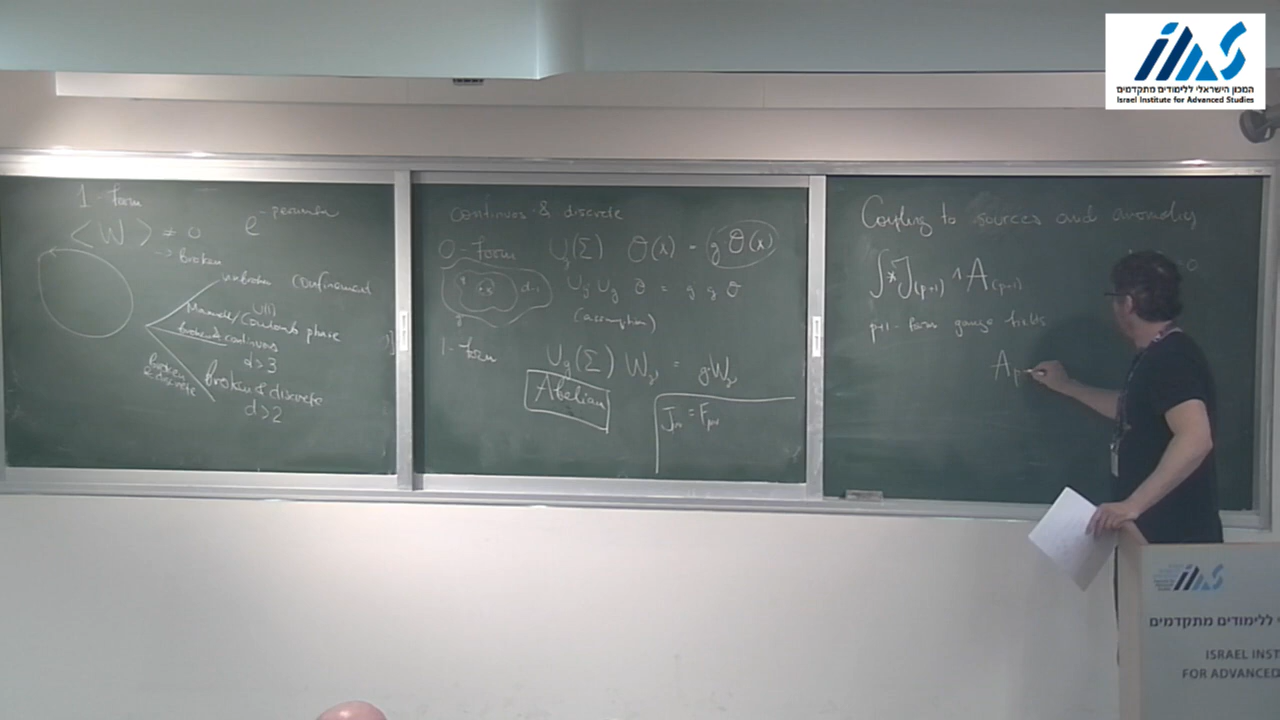 1-form
⟨W⟩ ≠ 0 e^-perimeter
→ broken
unbroken confinement
U(1)
Maxwell/Coulomb phase
broken continuous
d>3
broken & discrete
broken & discrete
d>2
continuos & discrete
0-form U_g(Σ) O(x) = g·O(x)
d-1
U_g U_g O = g g O
(assumption)
1-form U_g(Σ) W_γ = g W_γ
Abelian
J_μν = F_μν
Coupling to sources and anomalies
∫*J_(p+1) ∧ A_(p+1)
p+1-form gauge fields
A_p
המכון הישראלי ללימודים מתקדמים
Israel Institute for Advanced Studies
ללימודים מתקדמים
ISRAEL INST
FOR ADVANCED